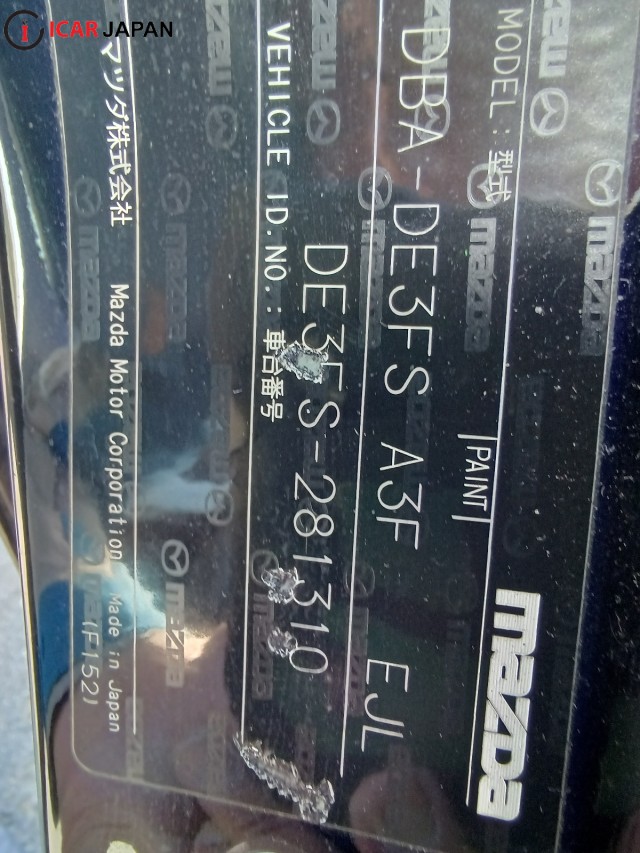 ICAR JAPAN
mazda
MODEL : 型式 |PAINT|
DBA-DE3FS A3F EJL
VEHICLE ID.NO. : 車台番号
DE3FS-281310
マツダ株式会社 Mazda Motor Corporation Made in Japan
(F152)